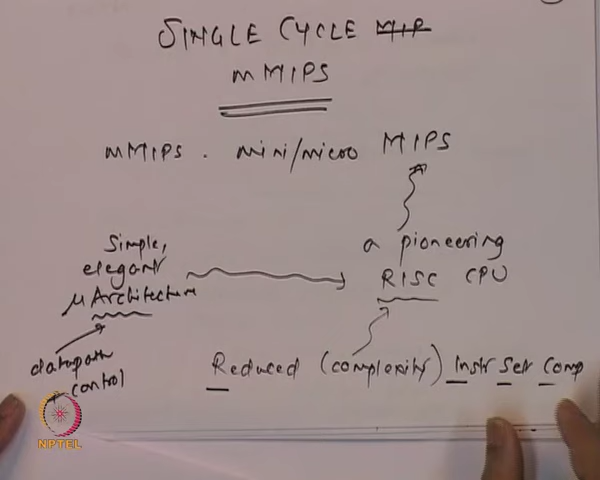 SINGLE CYCLE MIP
mMIPS
mMIPS . mini/micro MIPS
Simple,
elegant
μArchitecture
a pioneering
RISC CPU
datapath
control
Reduced (complexity) Instr Set Comp
NPTEL